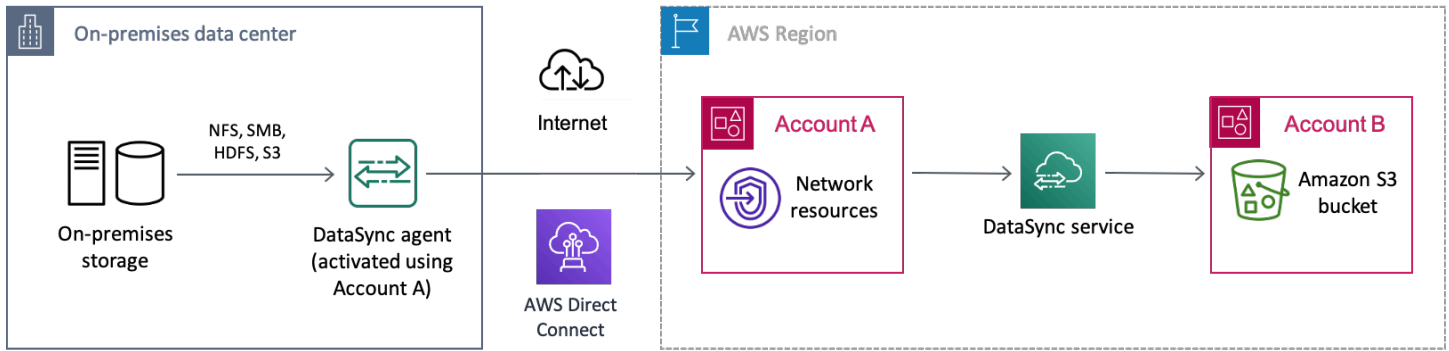 On-premises data center
NFS, SMB,
HDFS, S3
On-premises
storage
DataSync agent
(activated using
Account A)
Internet
AWS Direct
Connect
AWS Region
Account A
Network
resources
DataSync service
Account B
Amazon S3
bucket